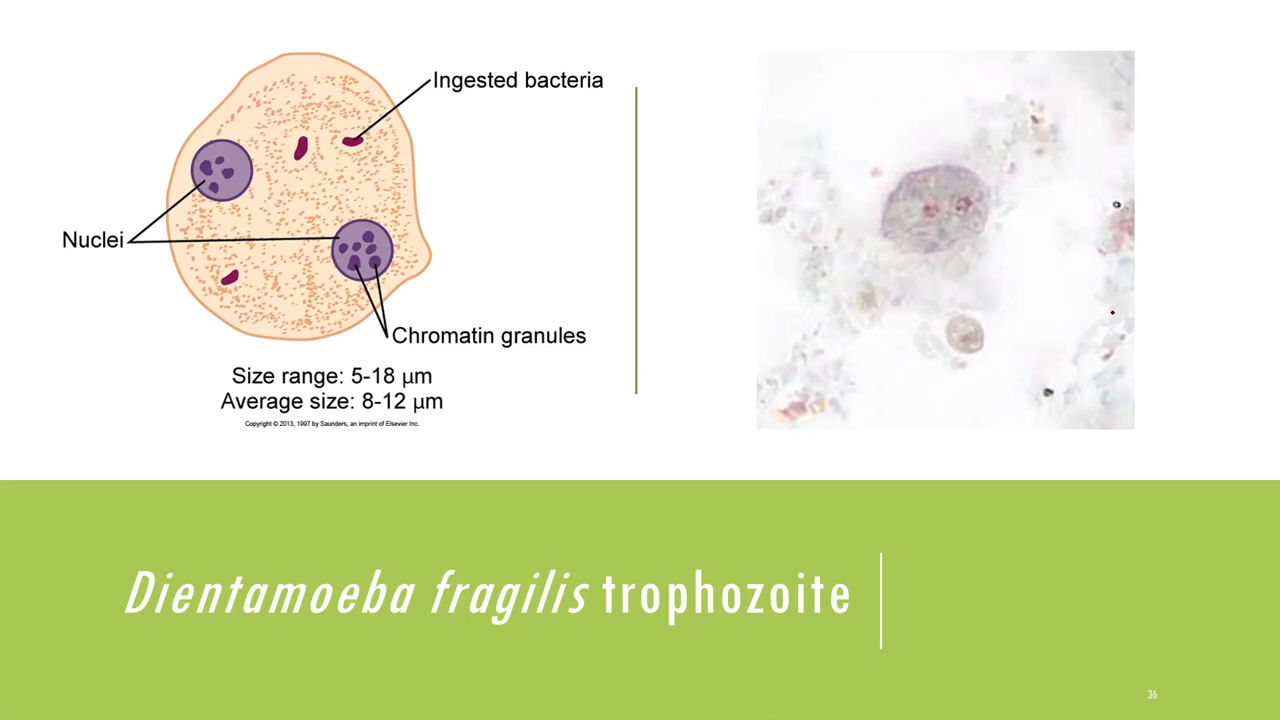 Ingested bacteria
Nuclei
Chromatin granules
Size range: 5-18 µm
Average size: 8-12 µm
Copyright © 2013, 1997 by Saunders, an imprint of Elsevier Inc.
Dientamoeba fragilis trophozoite
36